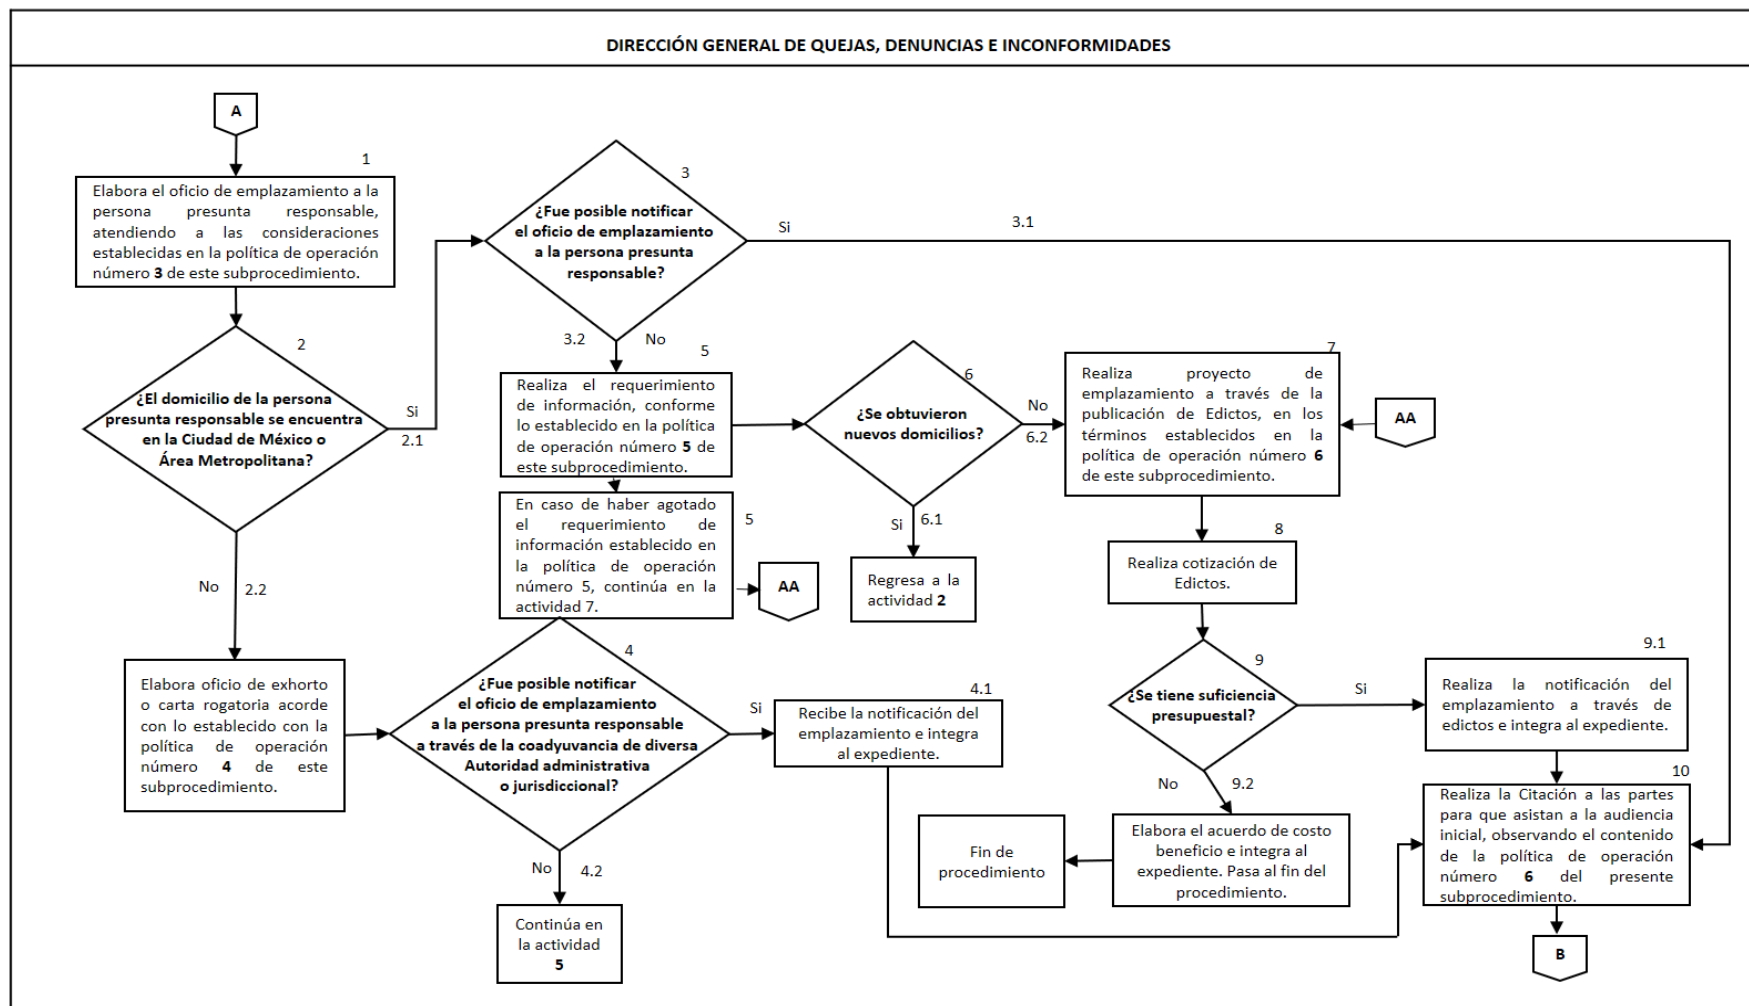 DIRECCIÓN GENERAL DE QUEJAS, DENUNCIAS E INCONFORMIDADES
A
1
Elabora el oficio de emplazamiento a la
persona presunta responsable,
atendiendo a las consideraciones
establecidas en la política de operación
número 3 de este subprocedimiento.
2
¿El domicilio de la persona
presunta responsable se encuentra
en la Ciudad de México o
Área Metropolitana?
Si
2.1
No
2.2
Elabora oficio de exhorto
o carta rogatoria acorde
con lo establecido con la
política de operación
número 4 de este
subprocedimiento.
3
¿Fue posible notificar
el oficio de emplazamiento
a la persona presunta
responsable?
Si
3.1
3.2
No
5
Realiza el requerimiento
de información, conforme
lo establecido en la política
de operación número 5 de
este subprocedimiento.
5
En caso de haber agotado
el requerimiento de
información establecido en
la política de operación
número 5, continúa en la
actividad 7.
AA
4
¿Fue posible notificar
el oficio de emplazamiento
a la persona presunta responsable
a través de la coadyuvancia de diversa
Autoridad administrativa
o jurisdiccional?
Si
4.1
Recibe la notificación del
emplazamiento e integra
al expediente.
No
4.2
Continúa en
la actividad
5
6
¿Se obtuvieron
nuevos domicilios?
No
6.2
Si
6.1
Regresa a la
actividad 2
7
Realiza proyecto de
emplazamiento a través de la
publicación de Edictos, en los
términos establecidos en la
política de operación número 6
de este subprocedimiento.
AA
8
Realiza cotización de
Edictos.
9
¿Se tiene suficiencia
presupuestal?
Si
9.1
Realiza la notificación del
emplazamiento a través de
edictos e integra al expediente.
No
9.2
Elabora el acuerdo de costo
beneficio e integra al
expediente. Pasa al fin del
procedimiento.
Fin de
procedimiento
10
Realiza la Citación a las partes
para que asistan a la audiencia
inicial, observando el contenido
de la política de operación
número 6 del presente
subprocedimiento.
B